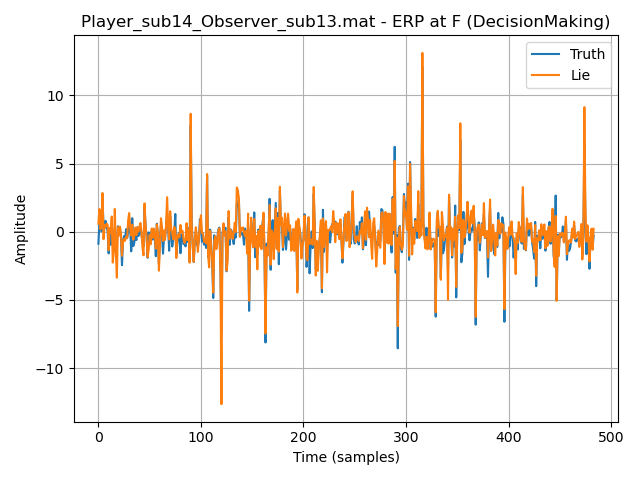 Player_sub14_Observer_sub13.mat - ERP at F (DecisionMaking)
Truth
Lie
10
5
0
−5
−10
Amplitude
0
100
200
300
400
500
Time (samples)